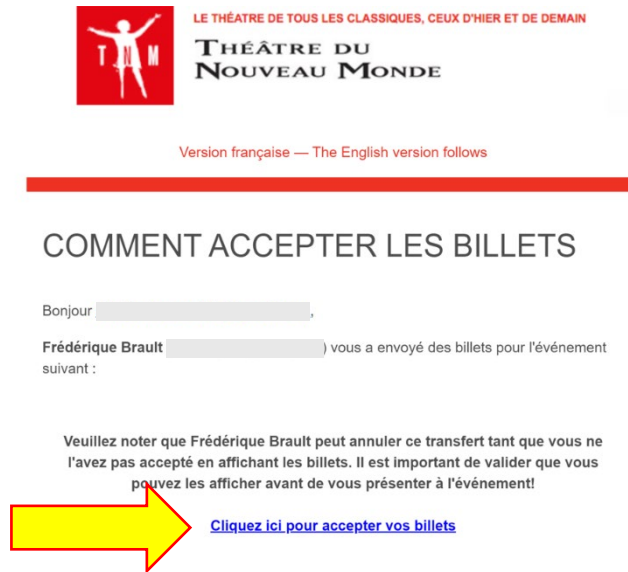 LE THÉÂTRE DE TOUS LES CLASSIQUES, CEUX D'HIER ET DE DEMAIN
TNM
THÉÂTRE DU
NOUVEAU MONDE
Version française — The English version follows
COMMENT ACCEPTER LES BILLETS
Bonjour ,
Frédérique Brault ) vous a envoyé des billets pour l'événement
suivant :
Veuillez noter que Frédérique Brault peut annuler ce transfert tant que vous ne
l'avez pas accepté en affichant les billets. Il est important de valider que vous
pouvez les afficher avant de vous présenter à l'événement!
Cliquez ici pour accepter vos billets